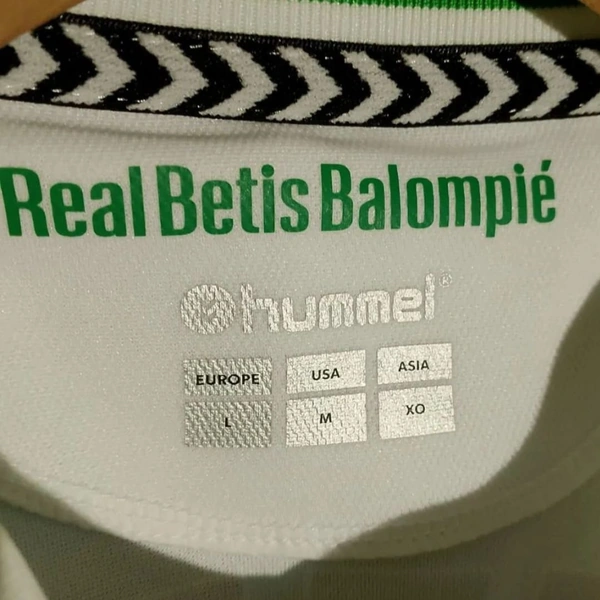 Real Betis Balompié
hummel®
EUROPE USA ASIA
L M XO